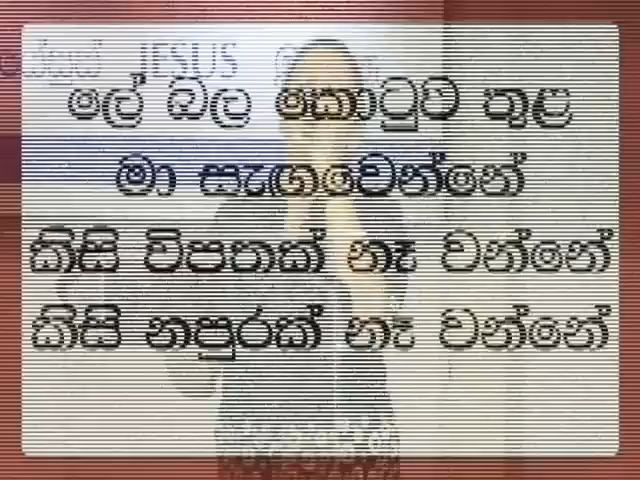 JESUS
ලේ බල කොටුව තුළ
මා සැඟවෙන්නේ
කිසි විපතක් නෑ වන්නේ
කිසි නපුරක් නෑ වන්නේ